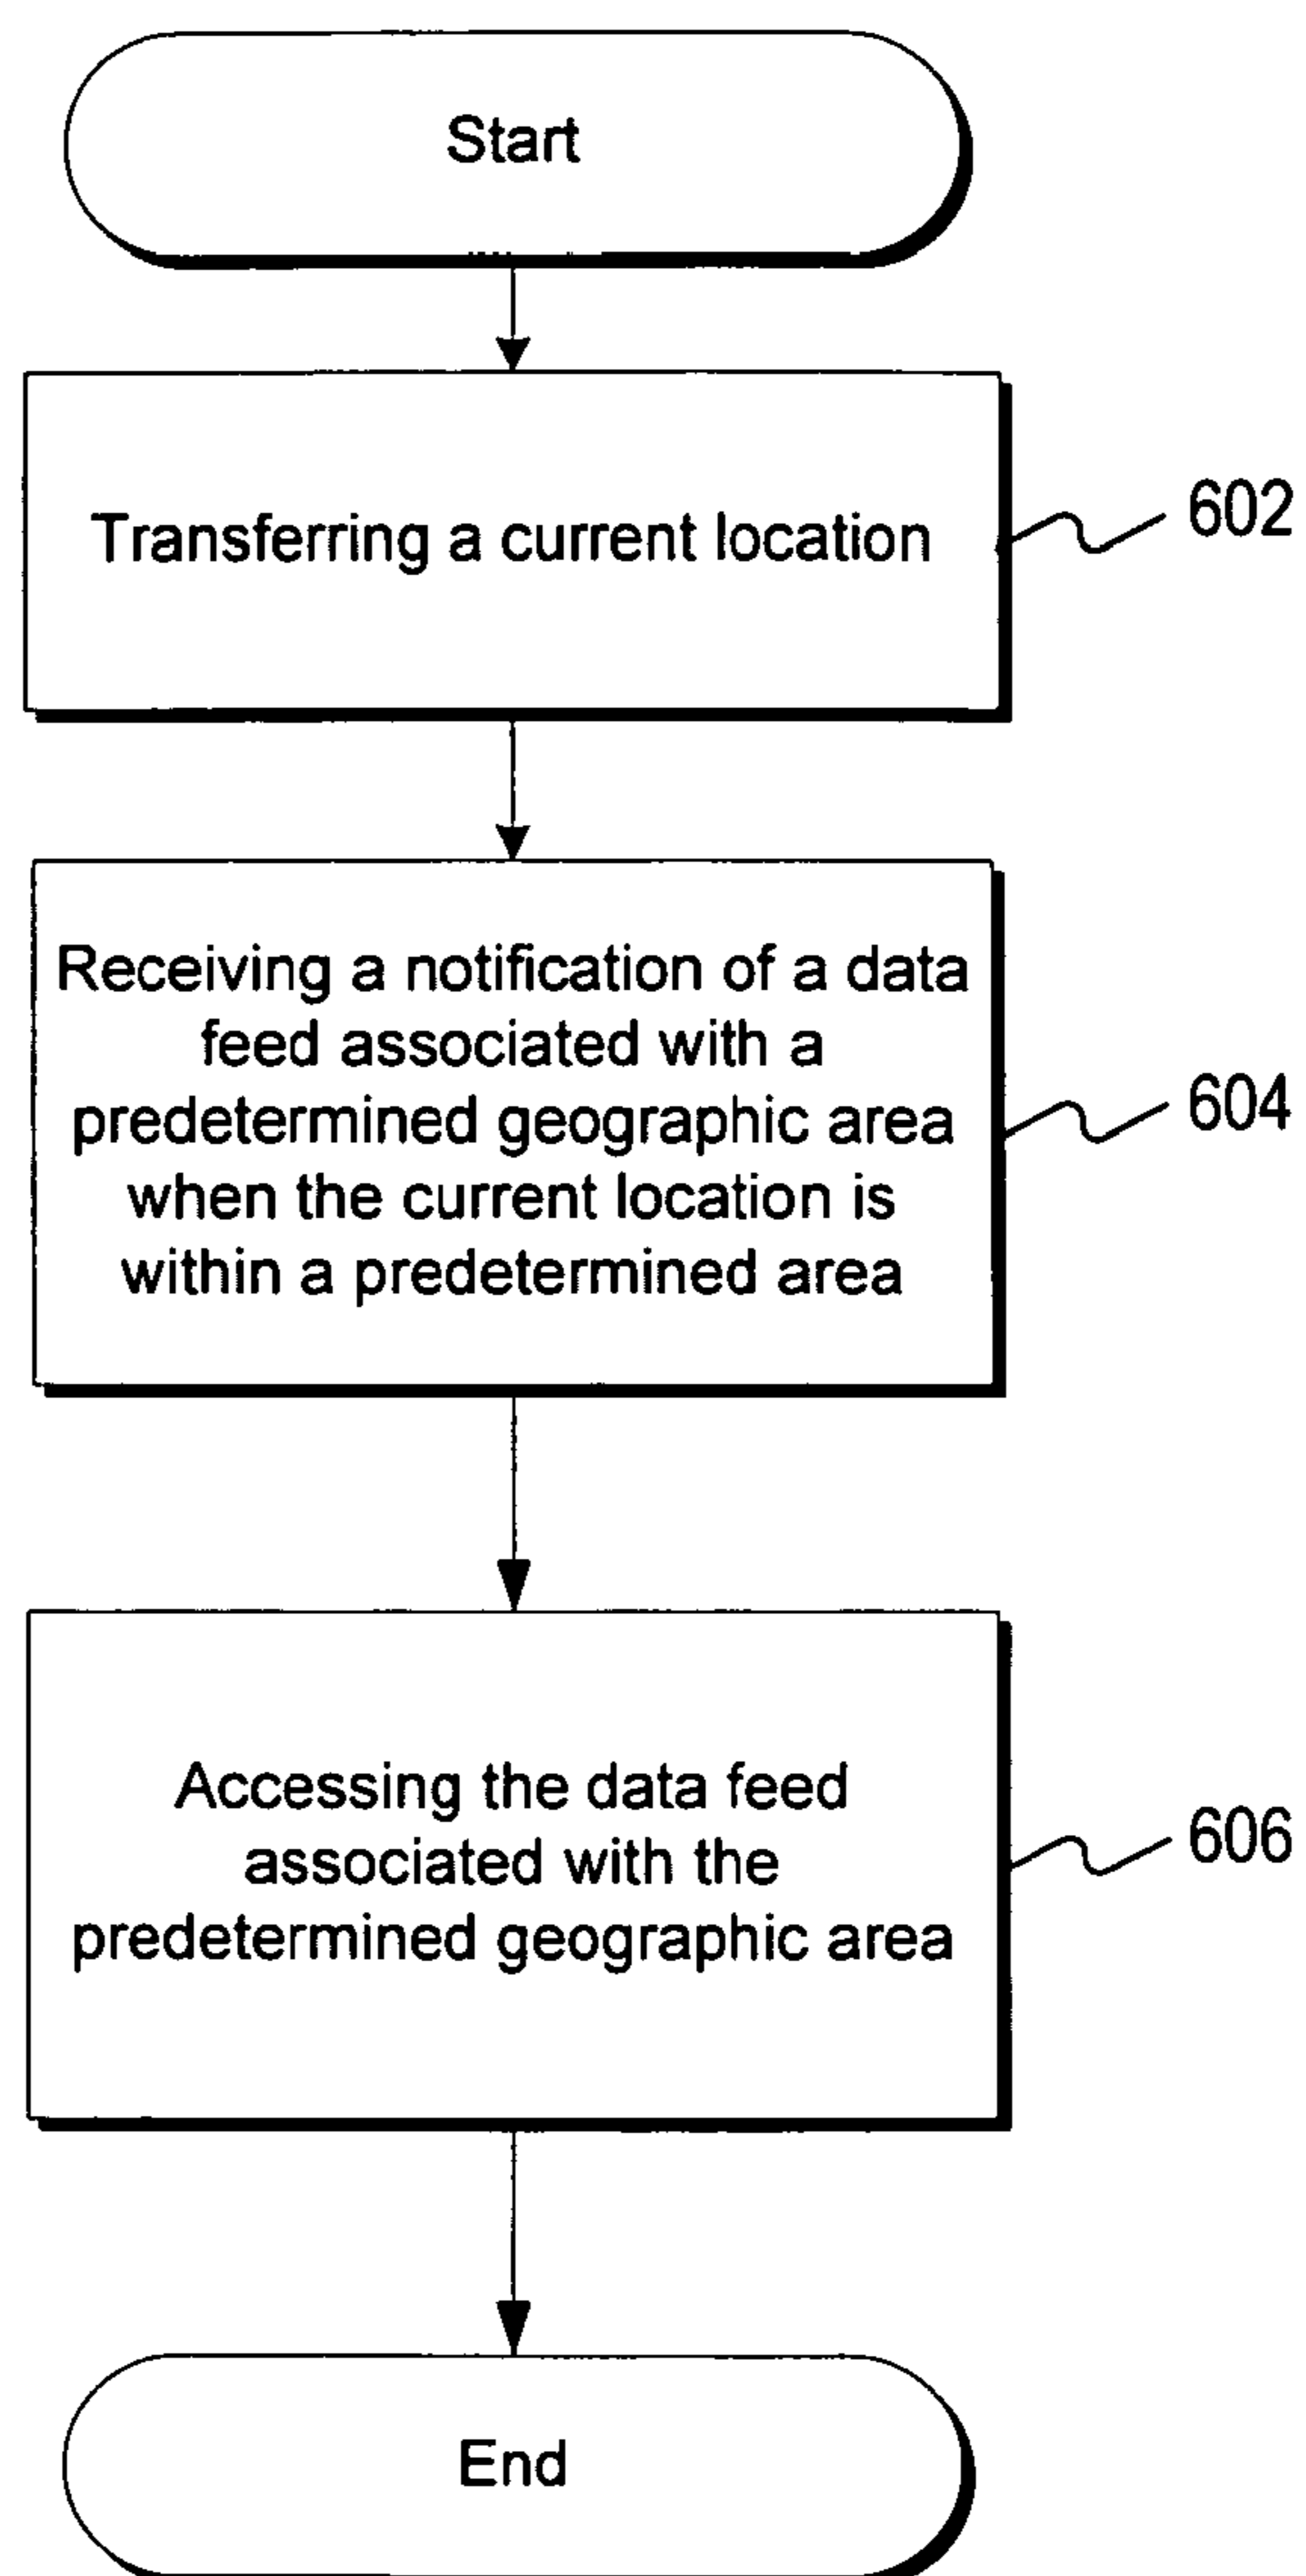 Start
Transferring a current location
602
Receiving a notification of a data
feed associated with a
predetermined geographic area
when the current location is
within a predetermined area
604
Accessing the data feed
associated with the
predetermined geographic area
606
End